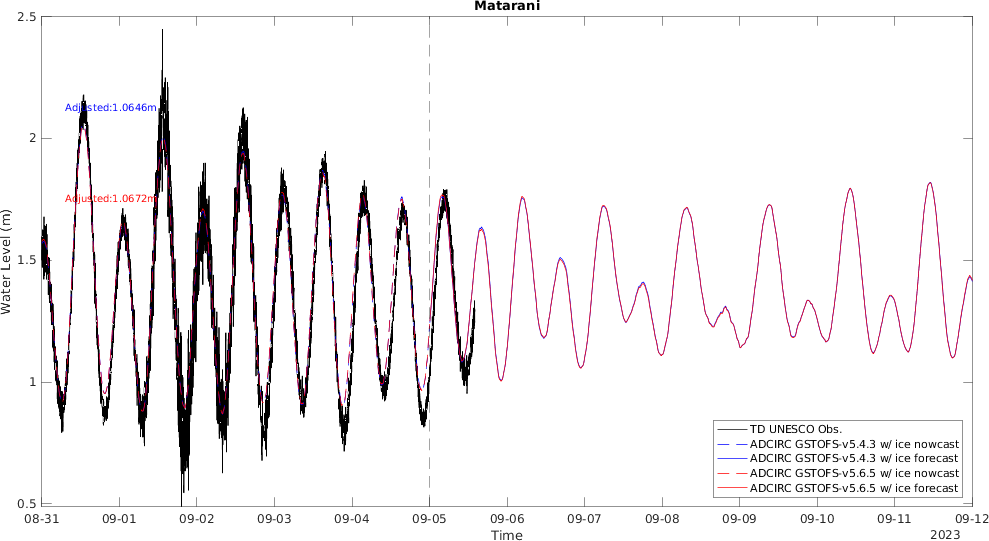 Matarani
2.5
2
1.5
1
0.5
Water Level (m)
Adjusted:1.0646m
Adjusted:1.0672m
TD UNESCO Obs.
ADCIRC GSTOFS-v5.4.3 w/ ice nowcast
ADCIRC GSTOFS-v5.4.3 w/ ice forecast
ADCIRC GSTOFS-v5.6.5 w/ ice nowcast
ADCIRC GSTOFS-v5.6.5 w/ ice forecast
08-31 09-01 09-02 09-03 09-04 09-05 09-06 09-07 09-08 09-09 09-10 09-11 09-12
Time
2023